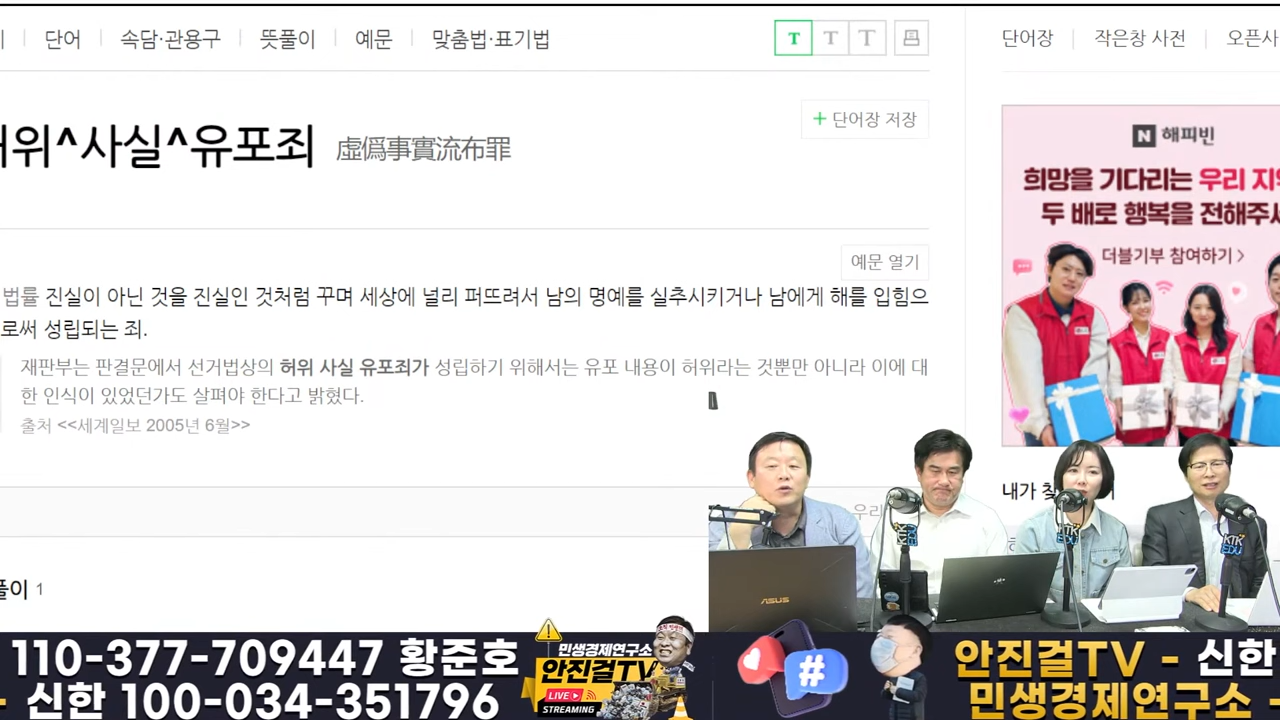 단어
속담·관용구
뜻풀이
예문
맞춤법·표기법
T
T
T
단어장
작은창 사전
오픈사
+ 단어장 저장
허위^사실^유포죄 虛僞事實流布罪
예문 열기
법률 진실이 아닌 것을 진실인 것처럼 꾸며 세상에 널리 퍼뜨려서 남의 명예를 실추시키거나 남에게 해를 입힘으
로써 성립되는 죄.
재판부는 판결문에서 선거법상의 허위 사실 유포죄가 성립하기 위해서는 유포 내용이 허위라는 것뿐만 아니라 이에 대
한 인식이 있었던가도 살펴야 한다고 밝혔다.
출처 <<세계일보 2005년 6월>>
우리
풀이 1
N 해피빈
희망을 기다리는 우리 지역
두 배로 행복을 전해주세
더블기부 참여하기 >
내가 찾
ASUS
KTK
EDU
KTK
EDU
KTK
EDU
110-377-709447 황준호
- 신한 100-034-351796
민생경제연구소
안진걸TV
LIVE
STREAMING
#
안진걸TV - 신한
민생경제연구소 -